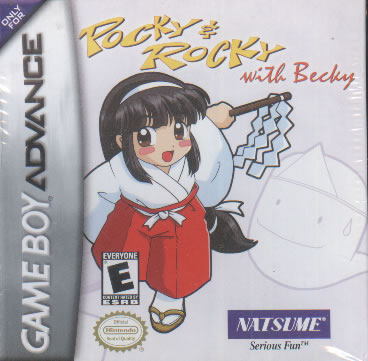 ONLY
FOR
GAME BOY ADVANCE
POCKY &
ROCKY
with Becky
EVERYONE
E
CONTENT RATED BY
ESRB
Official
Nintendo
Seal of Quality
NATSUME®
Serious Fun™